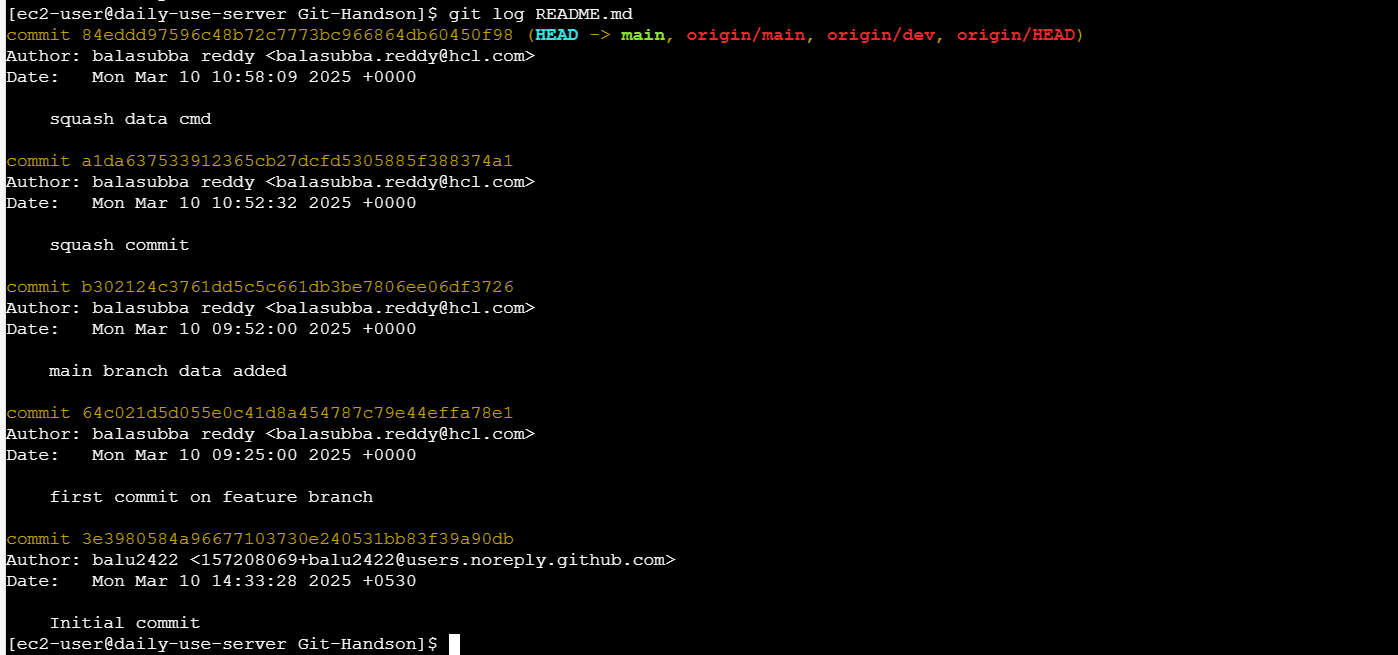 [ec2-user@daily-use-server Git-Handson]$ git log README.md
commit 84eddd97596c48b72c7773bc966864db60450f98 (HEAD -> main, origin/main, origin/dev, origin/HEAD)
Author: balasubba reddy <balasubba.reddy@hcl.com>
Date:   Mon Mar 10 10:58:09 2025 +0000
    squash data cmd
commit a1da637533912365cb27dcfd5305885f388374a1
Author: balasubba reddy <balasubba.reddy@hcl.com>
Date:   Mon Mar 10 10:52:32 2025 +0000
    squash commit
commit b302124c3761dd5c5c661db3be7806ee06df3726
Author: balasubba reddy <balasubba.reddy@hcl.com>
Date:   Mon Mar 10 09:52:00 2025 +0000
    main branch data added
commit 64c021d5d055e0c41d8a454787c79e44effa78e1
Author: balasubba reddy <balasubba.reddy@hcl.com>
Date:   Mon Mar 10 09:25:00 2025 +0000
    first commit on feature branch
commit 3e3980584a96677103730e240531bb83f39a90db
Author: balu2422 <157208069+balu2422@users.noreply.github.com>
Date:   Mon Mar 10 14:33:28 2025 +0530
    Initial commit
[ec2-user@daily-use-server Git-Handson]$